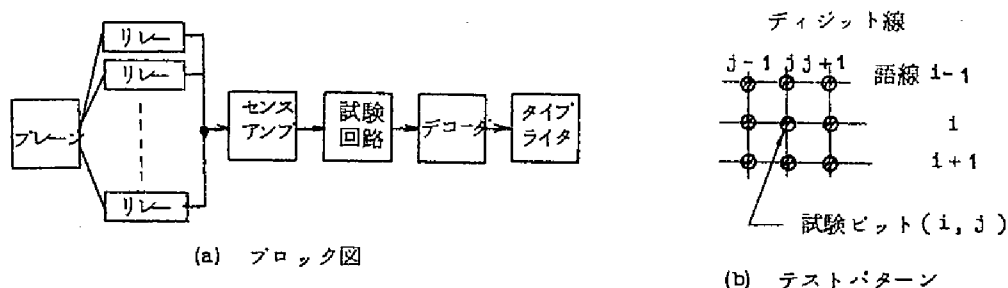 リレー
リレー
プレーン
センス
アンプ
試験
回路
デコーダ
タイプ
ライタ
リレー
(a) ブロック図
ディジット線
j-1 j j+1
語線 i-1
i
i+1
試験ビット(i, j)
(b) テストパターン